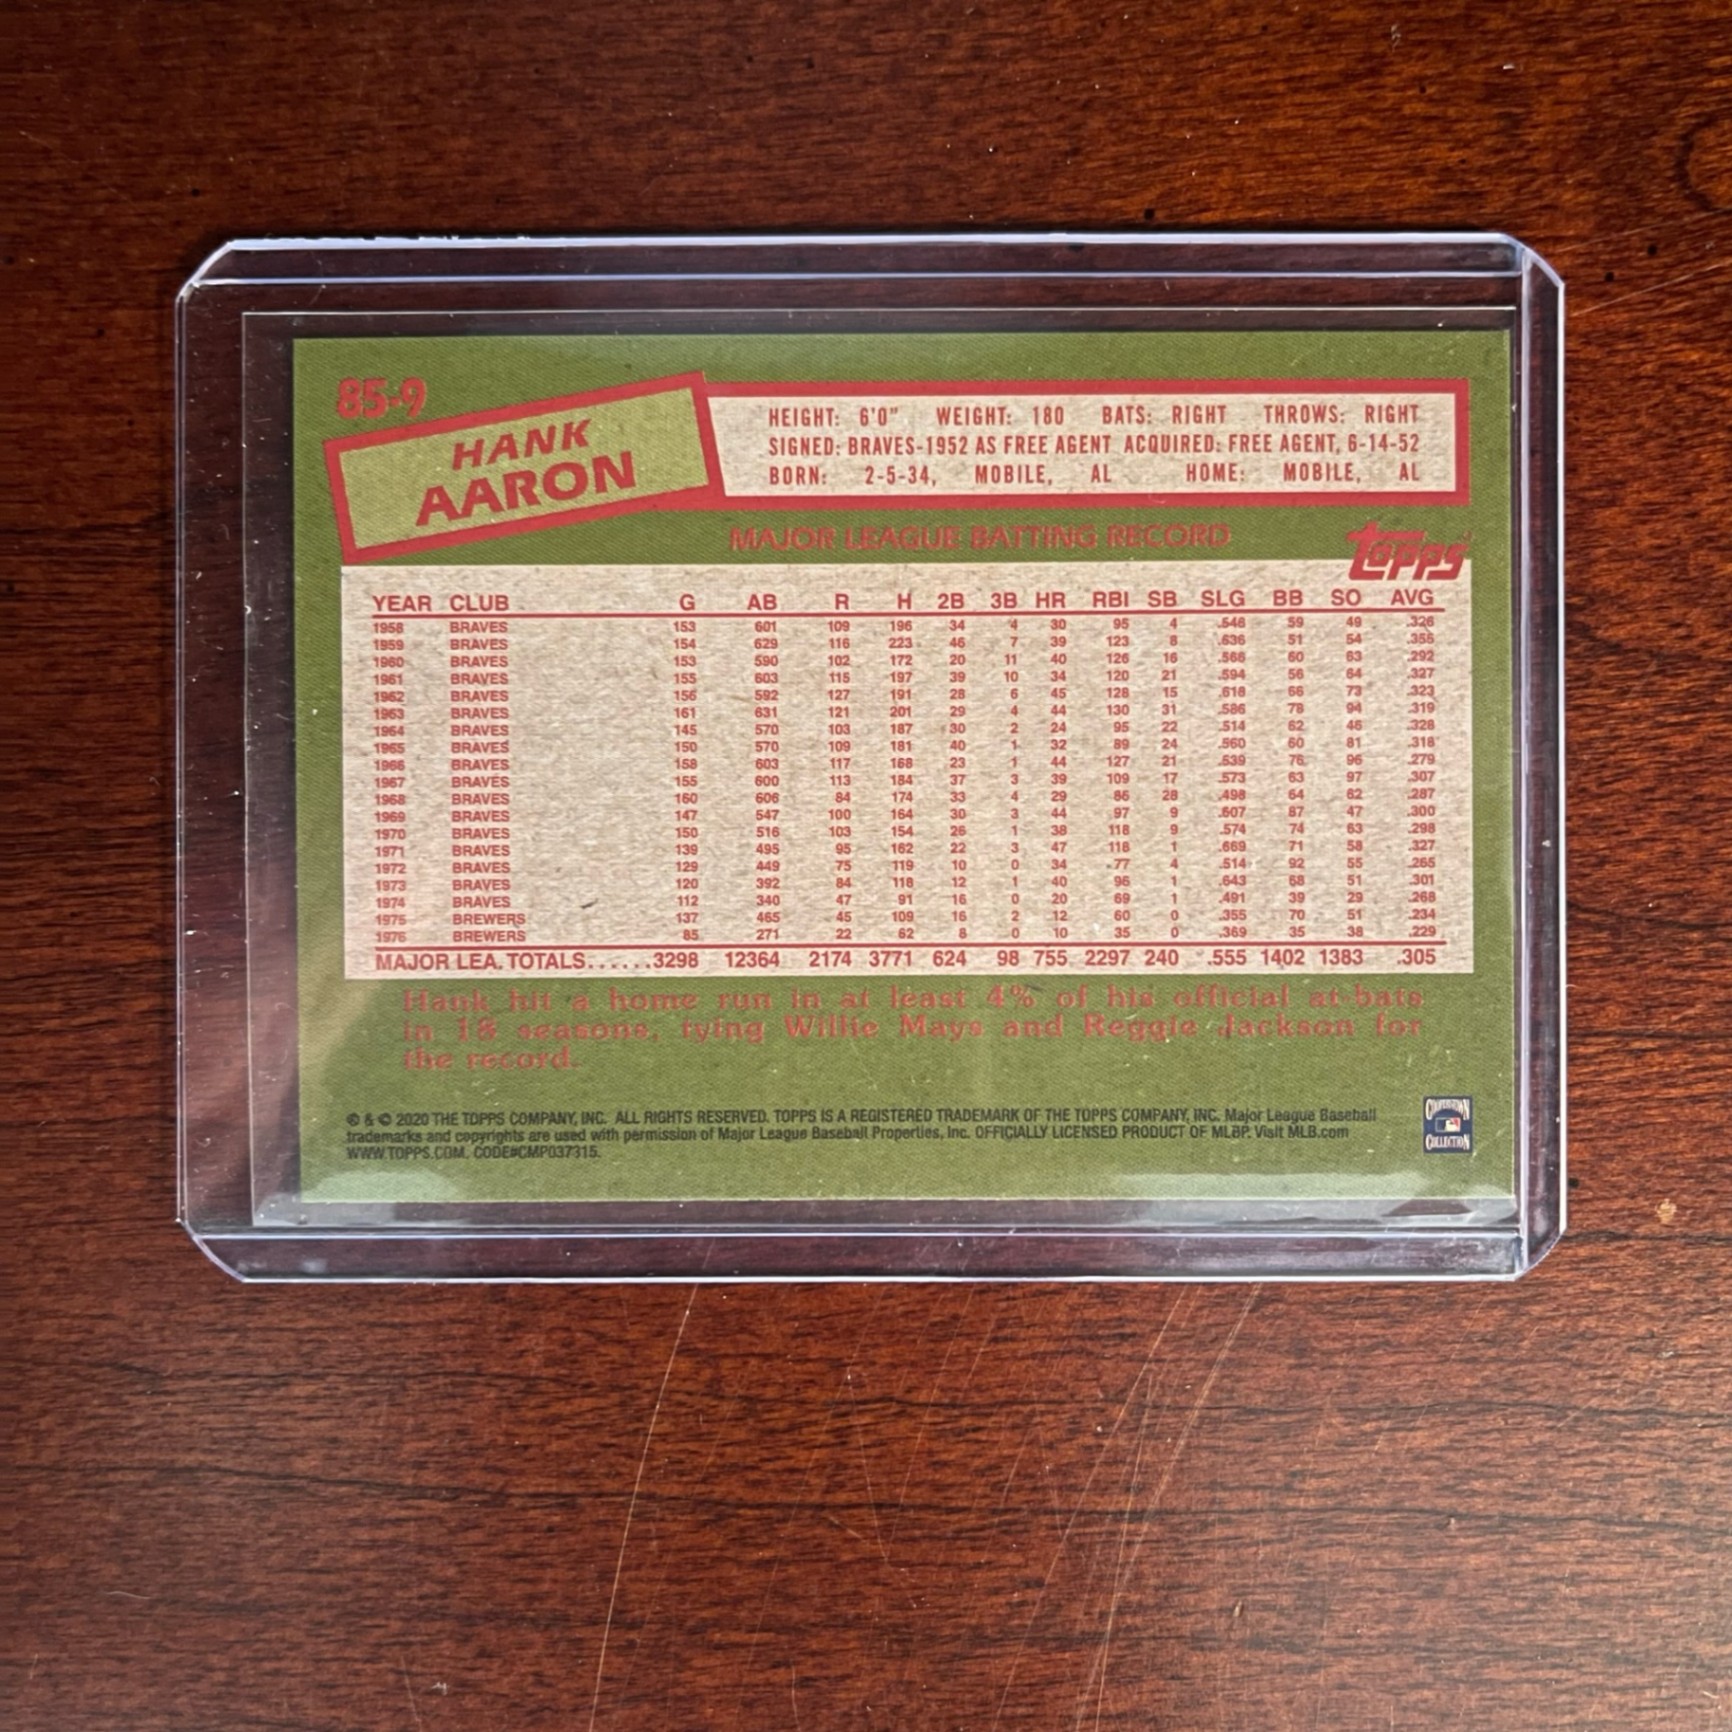 85-9
HANK
AARON
HEIGHT: 6'0" WEIGHT: 180 BATS: RIGHT THROWS: RIGHT
SIGNED: BRAVES-1952 AS FREE AGENT ACQUIRED: FREE AGENT, 6-14-52
BORN: 2-5-34, MOBILE, AL HOME: MOBILE, AL
MAJOR LEAGUE BATTING RECORD
topps
YEAR CLUB G AB R H 2B 3B HR RBI SB SLG BB SO AVG
1958 BRAVES 153 601 109 196 34 4 30 95 4 .546 59 49 .326
1959 BRAVES 154 629 116 223 46 7 39 123 8 .636 51 54 .355
1960 BRAVES 153 590 102 172 20 11 40 126 16 .566 60 63 .292
1961 BRAVES 155 603 115 197 39 10 34 120 21 .594 56 64 .327
1962 BRAVES 156 592 127 191 28 6 45 128 15 .618 66 73 .323
1963 BRAVES 161 631 121 201 29 4 44 130 31 .586 78 94 .319
1964 BRAVES 145 570 103 187 30 2 24 95 22 .514 62 46 .328
1965 BRAVES 150 570 109 181 40 1 32 89 24 .560 60 81 .318
1966 BRAVES 158 603 117 168 23 1 44 127 21 .539 76 96 .279
1967 BRAVES 155 600 113 184 37 3 39 109 17 .573 63 97 .307
1968 BRAVES 160 606 84 174 33 4 29 86 28 .498 64 62 .287
1969 BRAVES 147 547 100 164 30 3 44 97 9 .607 87 47 .300
1970 BRAVES 150 516 103 154 26 1 38 118 9 .574 74 63 .298
1971 BRAVES 139 495 95 162 22 3 47 118 1 .669 71 58 .327
1972 BRAVES 129 449 75 119 10 0 34 77 4 .514 92 55 .265
1973 BRAVES 120 392 84 118 12 1 40 96 1 .643 68 51 .301
1974 BRAVES 112 340 47 91 16 0 20 69 1 .491 39 29 .268
1975 BREWERS 137 465 45 109 16 2 12 60 0 .355 70 51 .234
1976 BREWERS 85 271 22 62 8 0 10 35 0 .369 35 38 .229
MAJOR LEA. TOTALS......3298 12364 2174 3771 624 98 755 2297 240 .555 1402 1383 .305
Hank hit a home run in at least 4% of his official at-bats
in 18 seasons, tying Willie Mays and Reggie Jackson for
the record.
© & © 2020 THE TOPPS COMPANY, INC. ALL RIGHTS RESERVED. TOPPS IS A REGISTERED TRADEMARK OF THE TOPPS COMPANY, INC. Major League Baseball
trademarks and copyrights are used with permission of Major League Baseball Properties, Inc. OFFICIALLY LICENSED PRODUCT OF MLBP. Visit MLB.com
WWW.TOPPS.COM. CODE#CMP037315.
COOPERSTOWN
COLLECTION